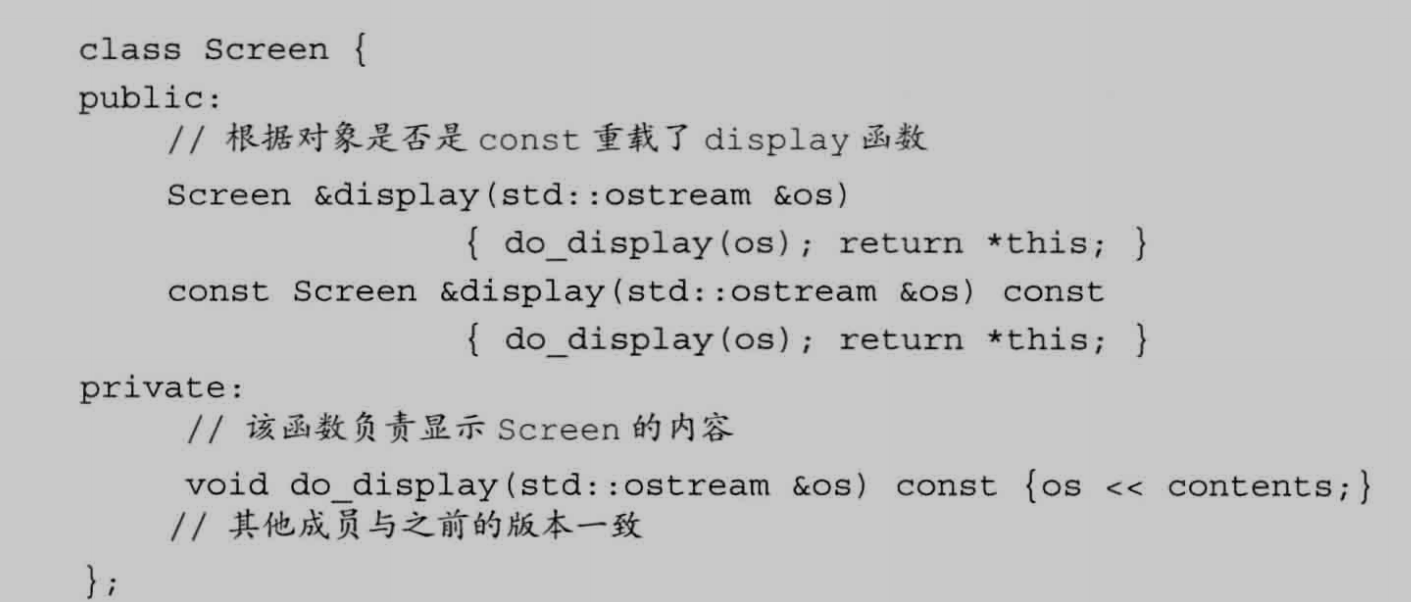 class Screen {
public:
// 根据对象是否是 const 重载了 display 函数
Screen &display(std::ostream &os)
{ do_display(os); return *this; }
const Screen &display(std::ostream &os) const
{ do_display(os); return *this; }
private:
// 该函数负责显示 Screen 的内容
void do_display(std::ostream &os) const {os << contents;}
// 其他成员与之前的版本一致
};